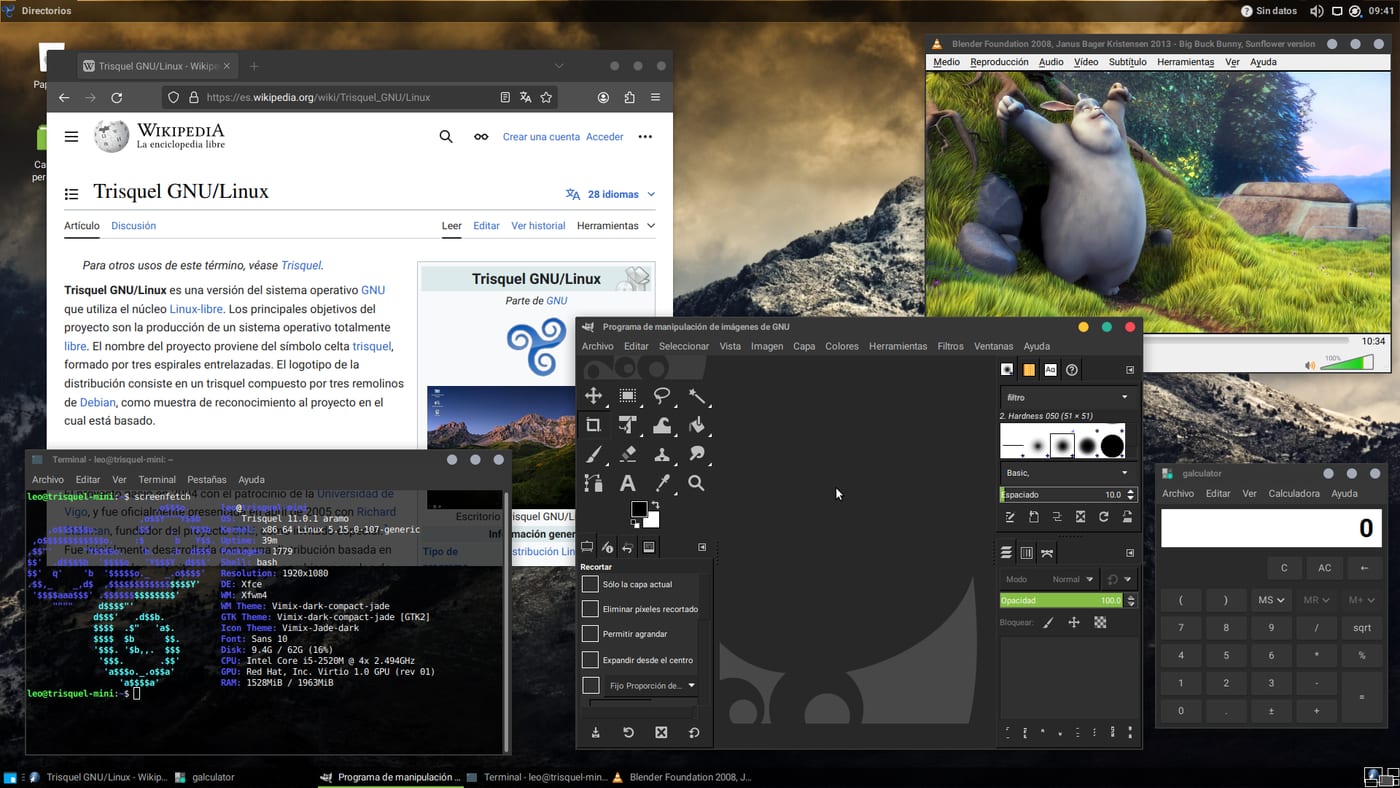 Directorios
Sin datos
09:41
Trisquel GNU/Linux - Wikipe
https://es.wikipedia.org/wiki/Trisquel_GNU/Linux
WIKIPEDIA
La enciclopedia libre
Crear una cuenta Acceder
Trisquel GNU/Linux
28 idiomas
Artículo Discusión
Leer Editar Ver historial Herramientas
Para otros usos de este término, véase Trisquel.
Trisquel GNU/Linux es una versión del sistema operativo GNU
que utiliza el núcleo Linux-libre. Los principales objetivos del
proyecto son la producción de un sistema operativo totalmente
libre. El nombre del proyecto proviene del símbolo celta trisquel,
formado por tres espirales entrelazadas. El logotipo de la
distribución consiste en un trisquel compuesto por tres remolinos
de Debian, como muestra de reconocimiento al proyecto en el
cual está basado.
Trisquel GNU/Linux
Parte de GNU
Escritorio
isquel GNU/Linu
Tipo de
Blender Foundation 2008, Janus Bager Kristensen 2013 - Big Buck Bunny, Sunflower version
Medio Reproducción Audio Vídeo Subtítulo Herramientas Ver Ayuda
10:34
100%
Terminal - leo@trisquel-mini: ~
Archivo Editar Ver Terminal Pestañas Ayuda
leo@trisquel-mini:~$ screenfetch
leo@trisquel-mini
OS: Trisquel 11.0.1 aramo
Kernel: x86_64 Linux 5.15.0-107-generic
Uptime: 39m
Packages: 1779
Shell: bash
Resolution: 1920x1080
DE: Xfce
WM: Xfwm4
WM Theme: Vimix-dark-compact-jade
GTK Theme: Vimix-dark-compact-jade [GTK2]
Icon Theme: Vimix-Jade-dark
Font: Sans 10
Disk: 9.4G / 62G (16%)
CPU: Intel Core i5-2520M @ 4x 2.494GHz
GPU: Red Hat, Inc. Virtio 1.0 GPU (rev 01)
RAM: 1528MiB / 1963MiB
leo@trisquel-mini:~$
Programa de manipulación de imágenes de GNU
Archivo Editar Seleccionar Vista Imagen Capa Colores Herramientas Filtros Ventanas Ayuda
Recortar
Sólo la capa actual
Eliminar píxeles recortado
Permitir agrandar
Expandir desde el centro
Fijo Proporción de...
filtro
2. Hardness 050 (51 × 51)
Basic,
Espaciado 10.0
Modo Normal
Opacidad 100.0
Bloquear:
galculator
Archivo Editar Ver Calculadora Ayuda
0
C AC ←
( ) MS MR M+
7 8 9 / sqrt
4 5 6 * %
1 2 3 - =
0 . ± +
Trisquel GNU/Linux - Wikip...
galculator
Programa de manipulación ...
Terminal - leo@trisquel-min...
Blender Foundation 2008, J...